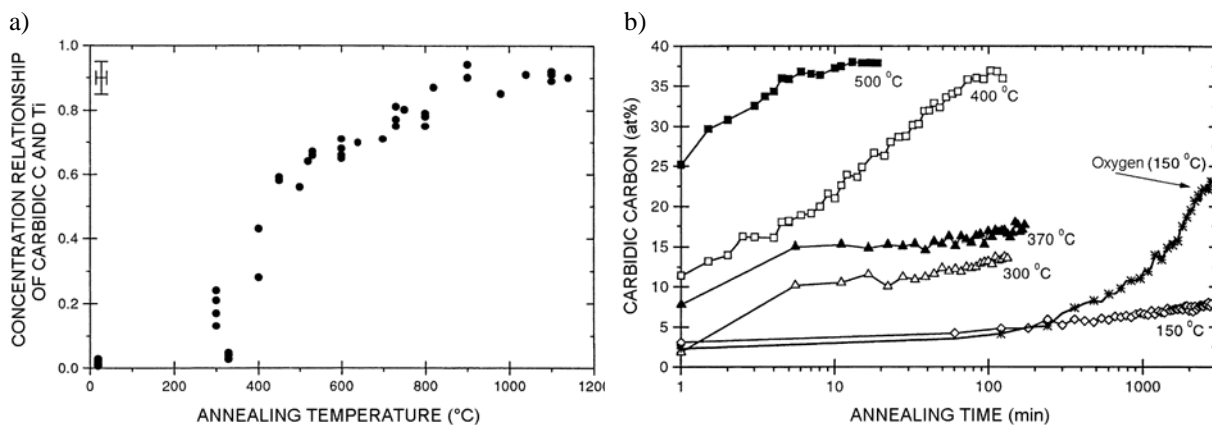 a)
CONCENTRATION RELATIONSHIP
OF CARBIDIC C AND Ti
1.0
0.8
0.6
0.4
0.2
0.0
0
200
400
600
800
1000
1200
ANNEALING TEMPERATURE (°C)
b)
CARBIDIC CARBON (at%)
40
35
30
25
20
15
10
5
0
500 °C
400 °C
Oxygen (150 °C)
370 °C
300 °C
150 °C
1
10
100
1000
ANNEALING TIME (min)